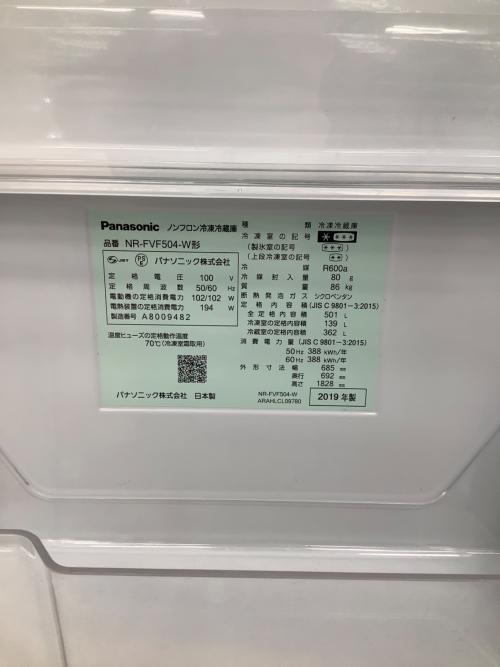 Panasonic ノンフロン冷凍冷蔵庫
品番 NR-FVF504-W形
JET PSE パナソニック株式会社
定格電圧 100 V
定格周波数 50/60 Hz
電動機の定格消費電力 102/102 W
電熱装置の定格消費電力 194 W
製造番号 A8009482
温度ヒューズの定格動作温度
70℃(冷凍室霜取用)
パナソニック株式会社 日本製
種類 冷凍冷蔵庫
冷凍室の記号 * ***
(製氷室の記号 ***)
(上段冷凍室の記号 **)
冷媒 R600a
冷媒封入量 80 g
質量 86 kg
断熱発泡ガス シクロペンタン
定格内容積 (JIS C 9801-3:2015)
全定格内容積 501 L
冷凍室の定格内容積 139 L
冷蔵室の定格内容積 362 L
消費電力量 (JIS C 9801-3:2015)
50Hz 388 kWh/年
60Hz 388 kWh/年
外形寸法 幅 685 mm
奥行 692 mm
高さ 1828 mm
NR-FVF504-W
ARAHLCL09780
2019年製